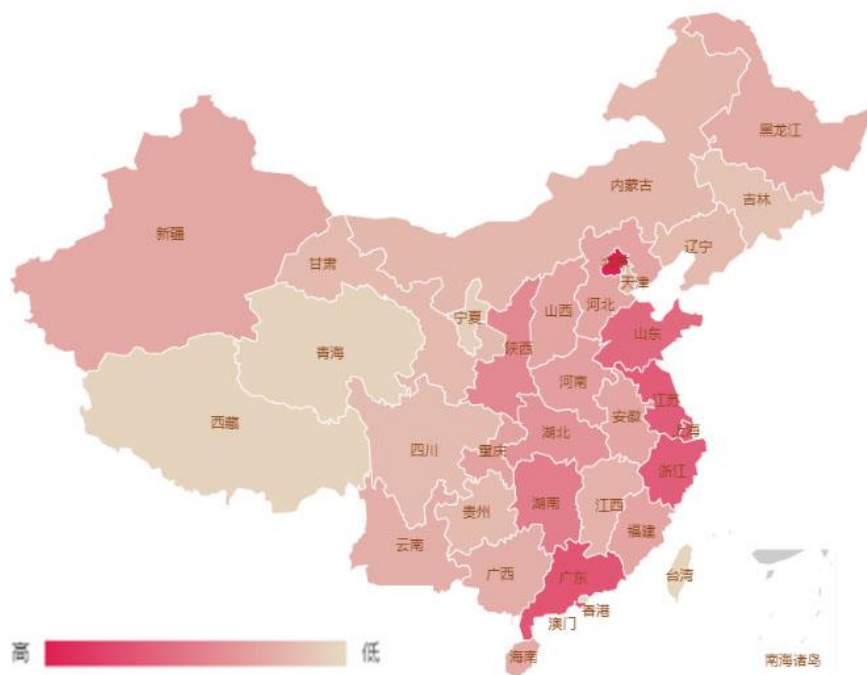 黑龙江
内蒙古
吉林
新疆
辽宁
甘肃
天津
宁夏
山西
河北
山东
青海
陕西
河南
江苏
西藏
安徽
上海
四川
重庆
湖北
浙江
湖南
江西
贵州
福建
云南
广西
广东
台湾
香港
澳门
高
低
海南
南海诸岛